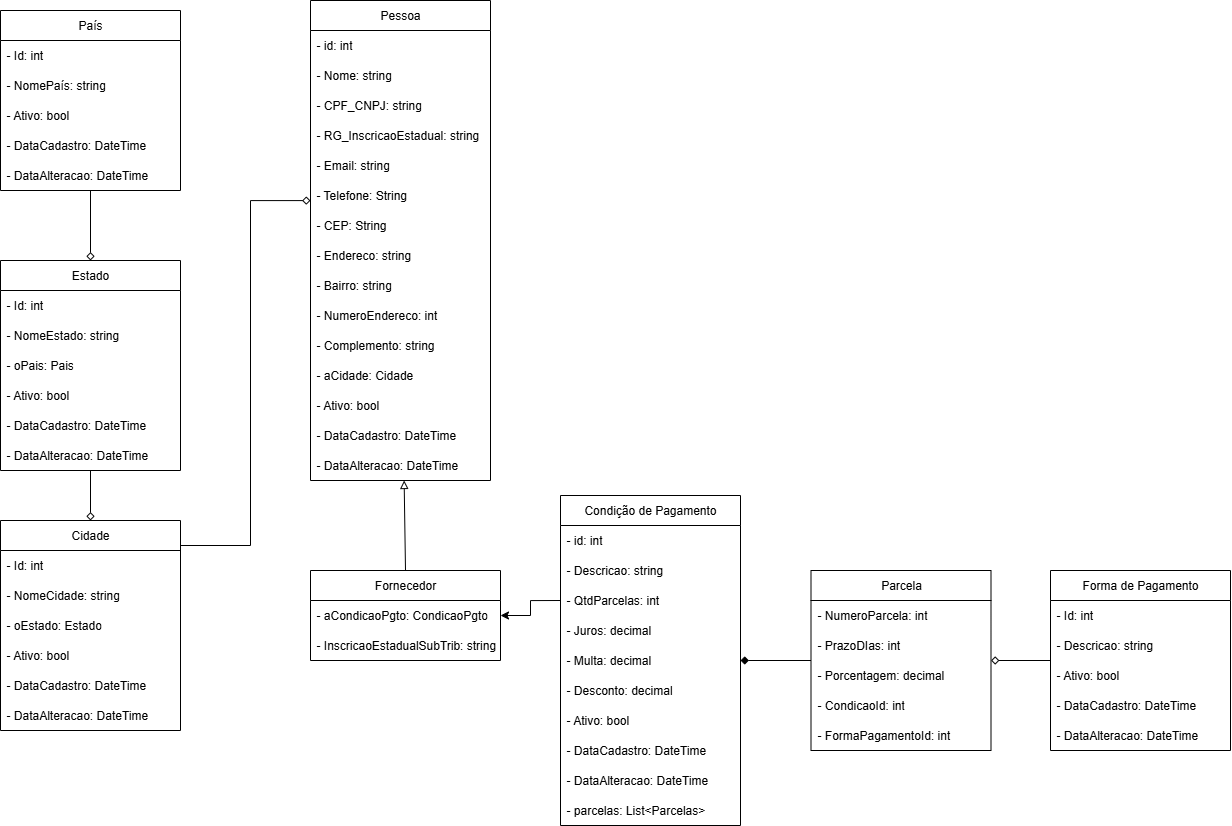 País
- Id: int
- NomePaís: string
- Ativo: bool
- DataCadastro: DateTime
- DataAlteracao: DateTime
Estado
- Id: int
- NomeEstado: string
- oPais: Pais
- Ativo: bool
- DataCadastro: DateTime
- DataAlteracao: DateTime
Cidade
- Id: int
- NomeCidade: string
- oEstado: Estado
- Ativo: bool
- DataCadastro: DateTime
- DataAlteracao: DateTime
Pessoa
- id: int
- Nome: string
- CPF_CNPJ: string
- RG_InscricaoEstadual: string
- Email: string
- Telefone: String
- CEP: String
- Endereco: string
- Bairro: string
- NumeroEndereco: int
- Complemento: string
- aCidade: Cidade
- Ativo: bool
- DataCadastro: DateTime
- DataAlteracao: DateTime
Fornecedor
- aCondicaoPgto: CondicaoPgto
- InscricaoEstadualSubTrib: string
Condição de Pagamento
- id: int
- Descricao: string
- QtdParcelas: int
- Juros: decimal
- Multa: decimal
- Desconto: decimal
- Ativo: bool
- DataCadastro: DateTime
- DataAlteracao: DateTime
- parcelas: List<Parcelas>
Parcela
- NumeroParcela: int
- PrazoDIas: int
- Porcentagem: decimal
- CondicaoId: int
- FormaPagamentoId: int
Forma de Pagamento
- Id: int
- Descricao: string
- Ativo: bool
- DataCadastro: DateTime
- DataAlteracao: DateTime